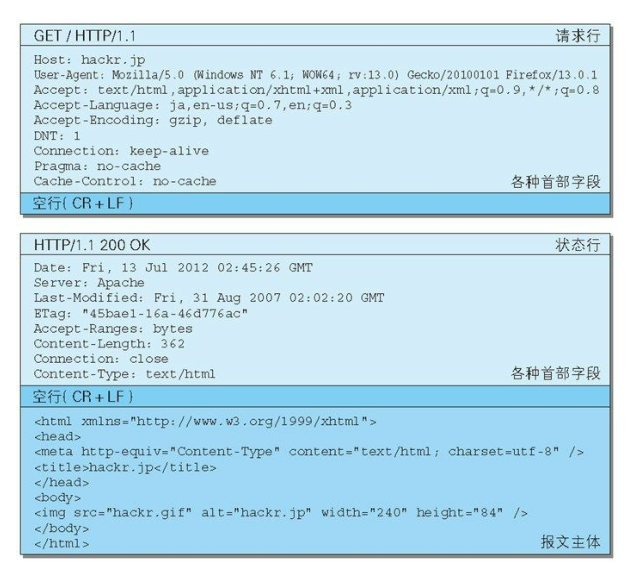 GET / HTTP/1.1 请求行
Host: hackr.jp
User-Agent: Mozilla/5.0 (Windows NT 6.1; WOW64; rv:13.0) Gecko/20100101 Firefox/13.0.1
Accept: text/html,application/xhtml+xml,application/xml;q=0.9,*/*;q=0.8
Accept-Language: ja,en-us;q=0.7,en;q=0.3
Accept-Encoding: gzip, deflate
DNT: 1
Connection: keep-alive
Pragma: no-cache
Cache-Control: no-cache 各种首部字段
空行( CR + LF )
HTTP/1.1 200 OK 状态行
Date: Fri, 13 Jul 2012 02:45:26 GMT
Server: Apache
Last-Modified: Fri, 31 Aug 2007 02:02:20 GMT
ETag: "45bae1-16a-46d776ac"
Accept-Ranges: bytes
Content-Length: 362
Connection: close
Content-Type: text/html 各种首部字段
空行( CR + LF )
<html xmlns="http://www.w3.org/1999/xhtml">
<head>
<meta http-equiv="Content-Type" content="text/html; charset=utf-8" />
<title>hackr.jp</title>
</head>
<body>
<img src="hackr.gif" alt="hackr.jp" width="240" height="84" />
</body>
</html> 报文主体